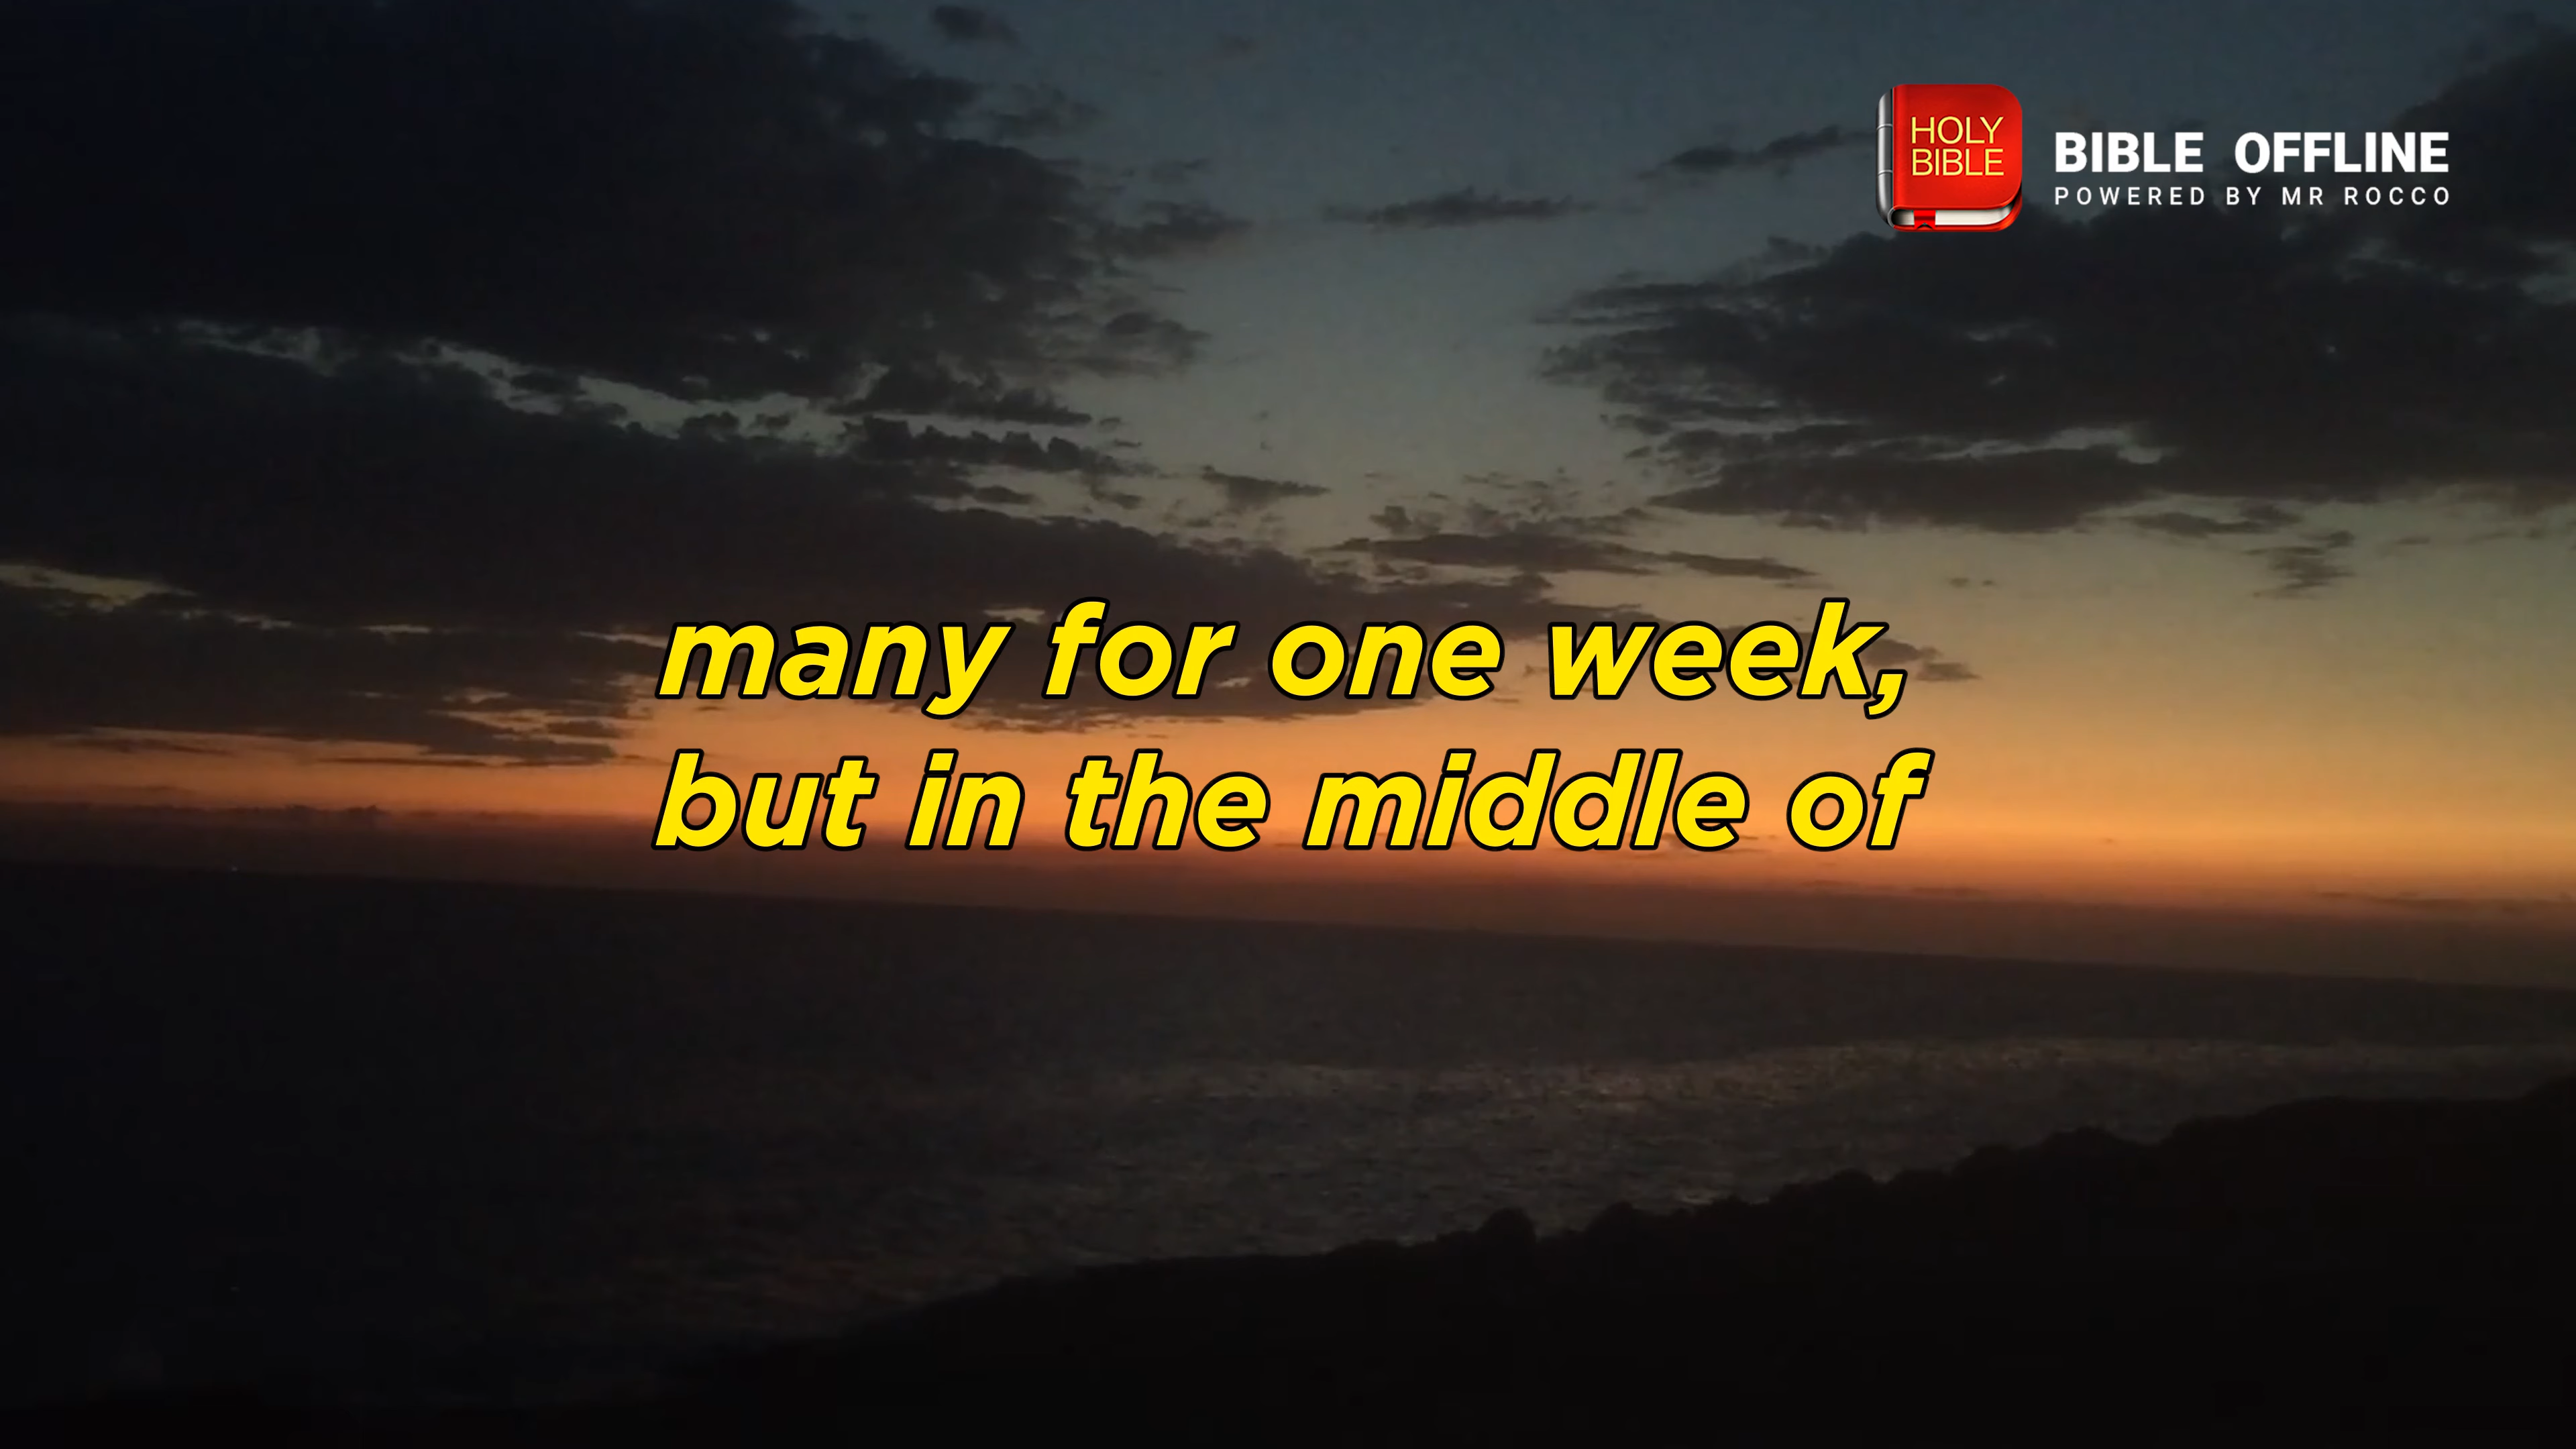 HOLY
BIBLE
BIBLE OFFLINE
POWERED BY MR ROCCO
many for one week,
but in the middle of